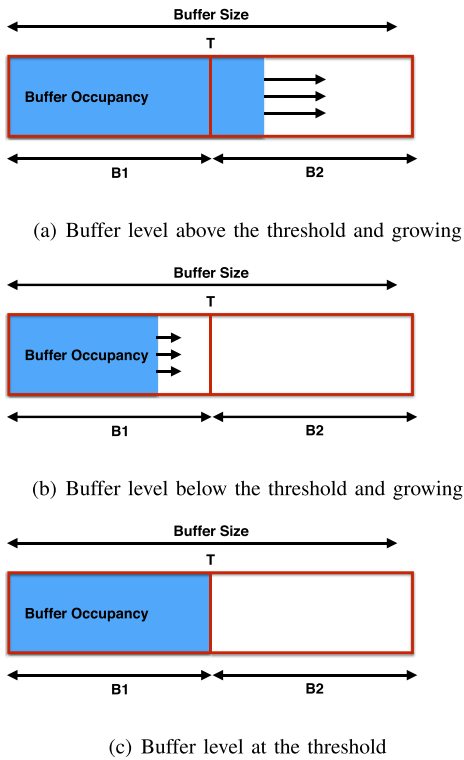 Buffer Size
T
Buffer Occupancy
B1 B2
(a) Buffer level above the threshold and growing
Buffer Size
T
Buffer Occupancy
B1 B2
(b) Buffer level below the threshold and growing
Buffer Size
T
Buffer Occupancy
B1 B2
(c) Buffer level at the threshold